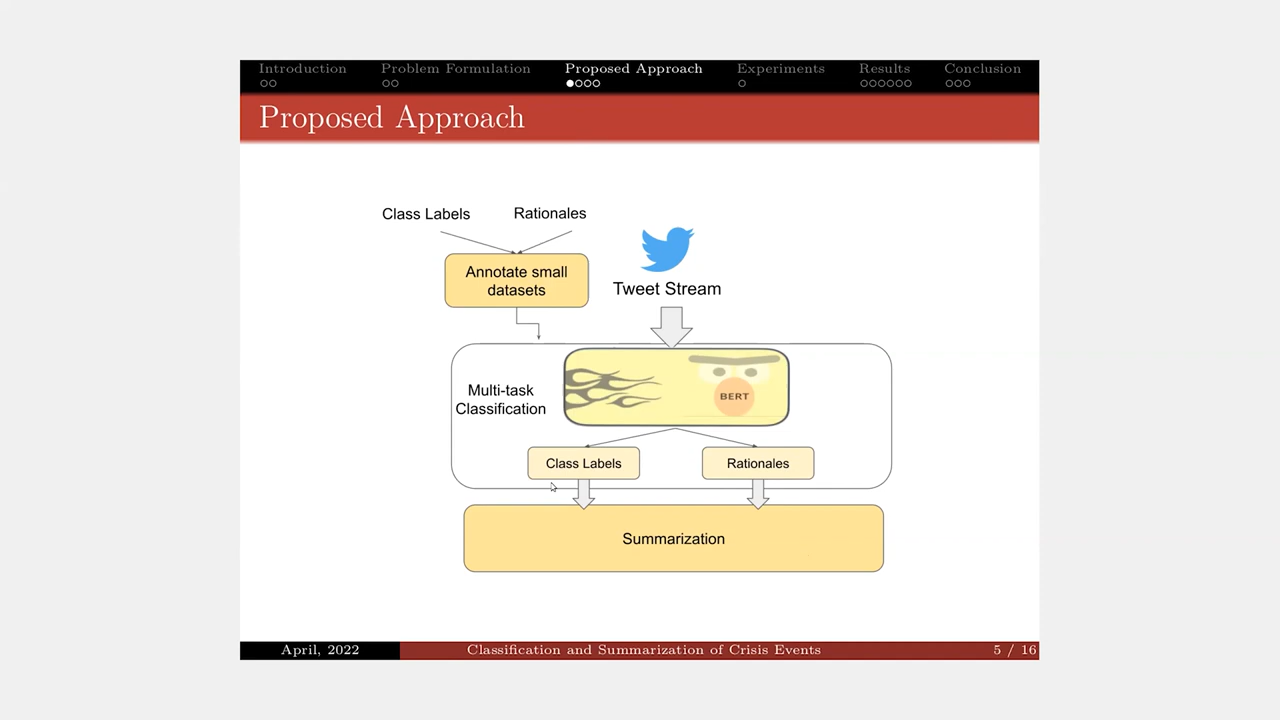 Introduction Problem Formulation Proposed Approach Experiments Results Conclusion
Proposed Approach
Class Labels Rationales
Annotate small
datasets
Tweet Stream
Multi-task
Classification
BERT
Class Labels Rationales
Summarization
April, 2022 Classification and Summarization of Crisis Events 5 / 16